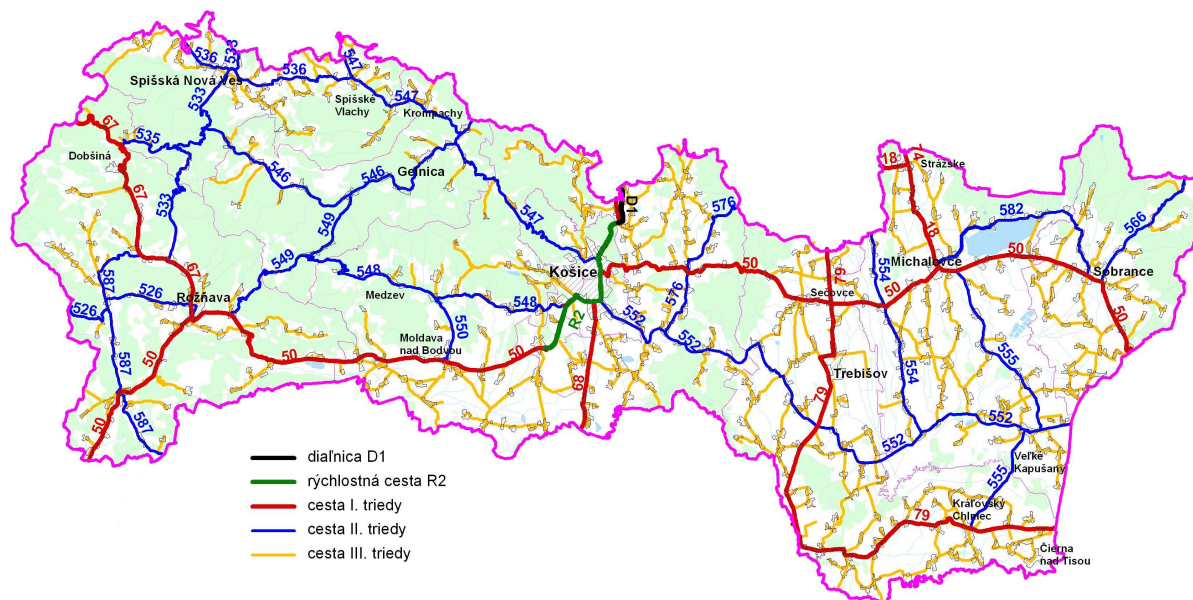 536
533
Spišská Nová Ves
536
547
547
Spišské
Vlachy
Krompachy
533
67
535
Dobšiná
67
533
546
546
Gelnica
549
547
D1
576
18
74
Strážske
18
582
566
587
67
549
548
Medzev
Košice
50
576
Sečovce
79
554
Michalovce
50
50
Sobrance
50
526
526
Rožňava
548
550
R2
552
552
587
50
50
Moldava
nad Bodvou
50
68
Trebišov
79
554
555
50
587
552
552
Veľké
Kapušany
555
79
Kráľovský
Chlmec
Čierna
nad Tisou
diaľnica D1
rýchlostná cesta R2
cesta I. triedy
cesta II. triedy
cesta III. triedy